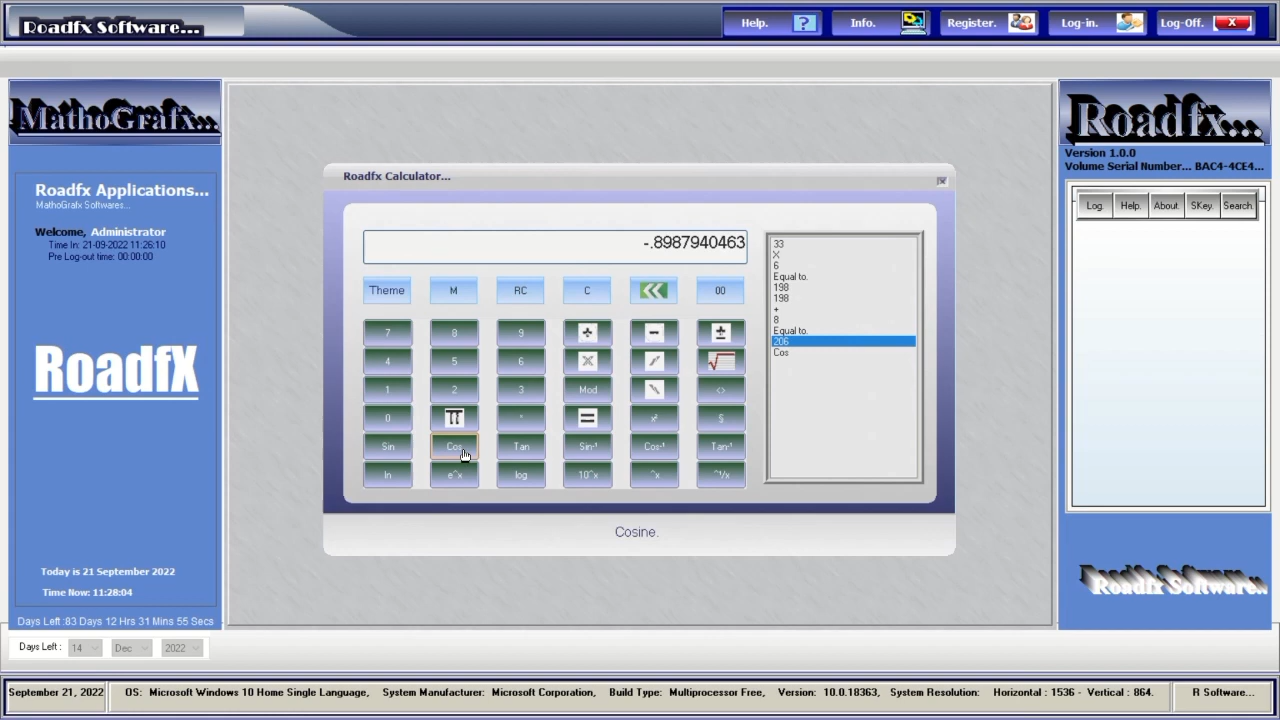 Roadfx Software...
Help. ?
Info.
Register.
Log-in.
Log-Off. X
MathoGrafx...
Roadfx Applications...
MathoGrafx Softwares...
Welcome, Administrator
Time In: 21-09-2022 11:26:10
Pre Log-out time: 00:00:00
RoadfX
Today is 21 September 2022
Time Now: 11:28:04
Days Left :83 Days 12 Hrs 31 Mins 55 Secs
Days Left : 14 Dec 2022
Roadfx Calculator...
-.8987940463
Theme M RC C 00
7 8 9 ÷ − ±
4 5 6 X / √
1 2 3 Mod \ <>
0 π = x² §
Sin Cos Tan Sin-¹ Cos-¹ Tan-¹
ln e^x log 10^x ^x ^1/x
33
X
6
Equal to.
198
198
+
8
Equal to.
206
Cos
Cosine.
Roadfx...
Version 1.0.0
Volume Serial Number... BAC4-4CE4...
Log. Help. About. SKey. Search.
Roadfx Software..
September 21, 2022
OS: Microsoft Windows 10 Home Single Language, System Manufacturer: Microsoft Corporation, Build Type: Multiprocessor Free, Version: 10.0.18363, System Resolution: Horizontal : 1536 - Vertical : 864.
R Software...